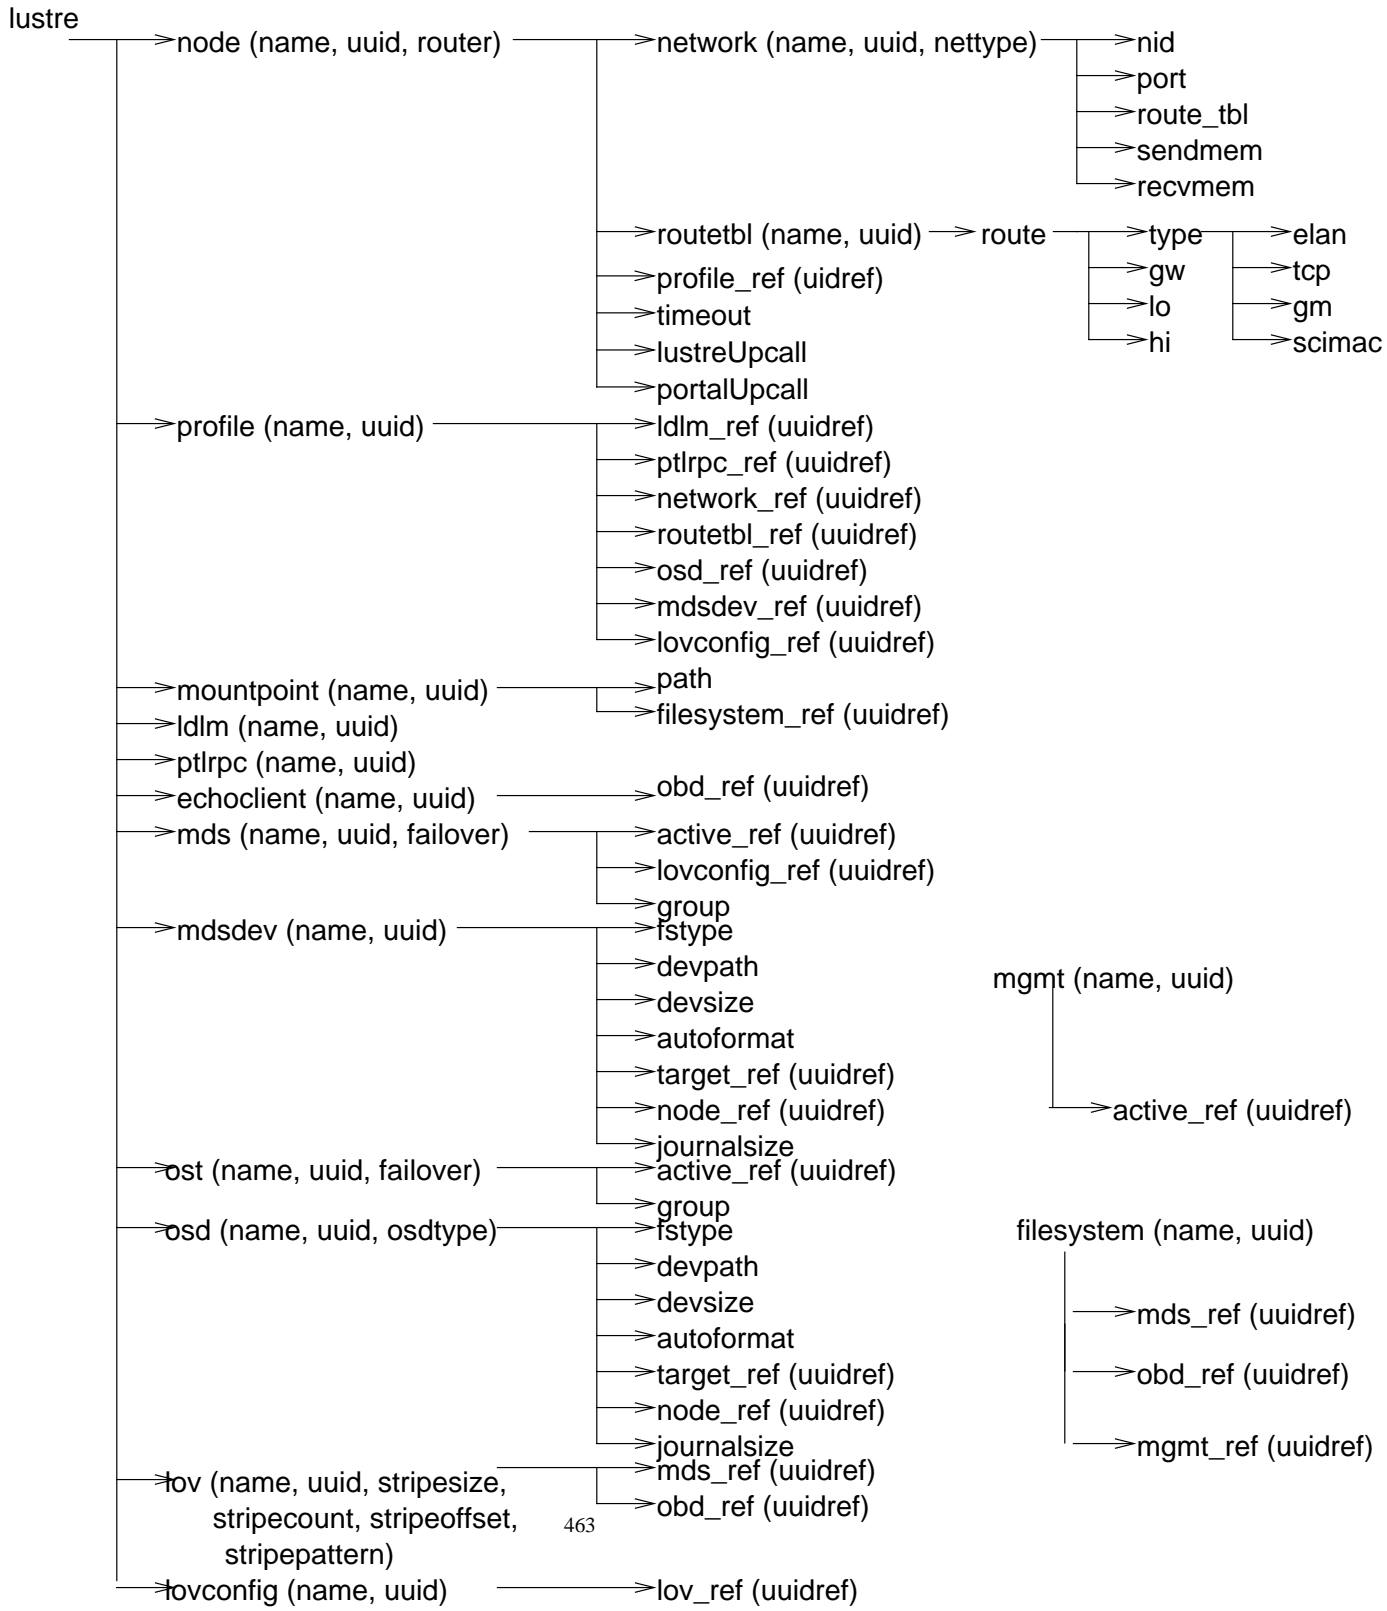 lustre
node (name, uuid, router)
network (name, uuid, nettype)
nid
port
route_tbl
sendmem
recvmem
routetbl (name, uuid)
route
type
elan
gw
tcp
lo
gm
hi
scimac
profile_ref (uidref)
timeout
lustreUpcall
portalUpcall
profile (name, uuid)
ldlm_ref (uuidref)
ptlrpc_ref (uuidref)
network_ref (uuidref)
routetbl_ref (uuidref)
osd_ref (uuidref)
mdsdev_ref (uuidref)
lovconfig_ref (uuidref)
mountpoint (name, uuid)
path
filesystem_ref (uuidref)
ldlm (name, uuid)
ptlrpc (name, uuid)
echoclient (name, uuid)
obd_ref (uuidref)
mds (name, uuid, failover)
active_ref (uuidref)
lovconfig_ref (uuidref)
group
mdsdev (name, uuid)
fstype
devpath
devsize
autoformat
target_ref (uuidref)
node_ref (uuidref)
journalsize
mgmt (name, uuid)
active_ref (uuidref)
ost (name, uuid, failover)
active_ref (uuidref)
group
osd (name, uuid, osdtype)
fstype
devpath
devsize
autoformat
target_ref (uuidref)
node_ref (uuidref)
journalsize
filesystem (name, uuid)
mds_ref (uuidref)
obd_ref (uuidref)
mgmt_ref (uuidref)
lov (name, uuid, stripesize,
stripecount, stripeoffset,
stripepattern)
mds_ref (uuidref)
obd_ref (uuidref)
463
lovconfig (name, uuid)
lov_ref (uuidref)